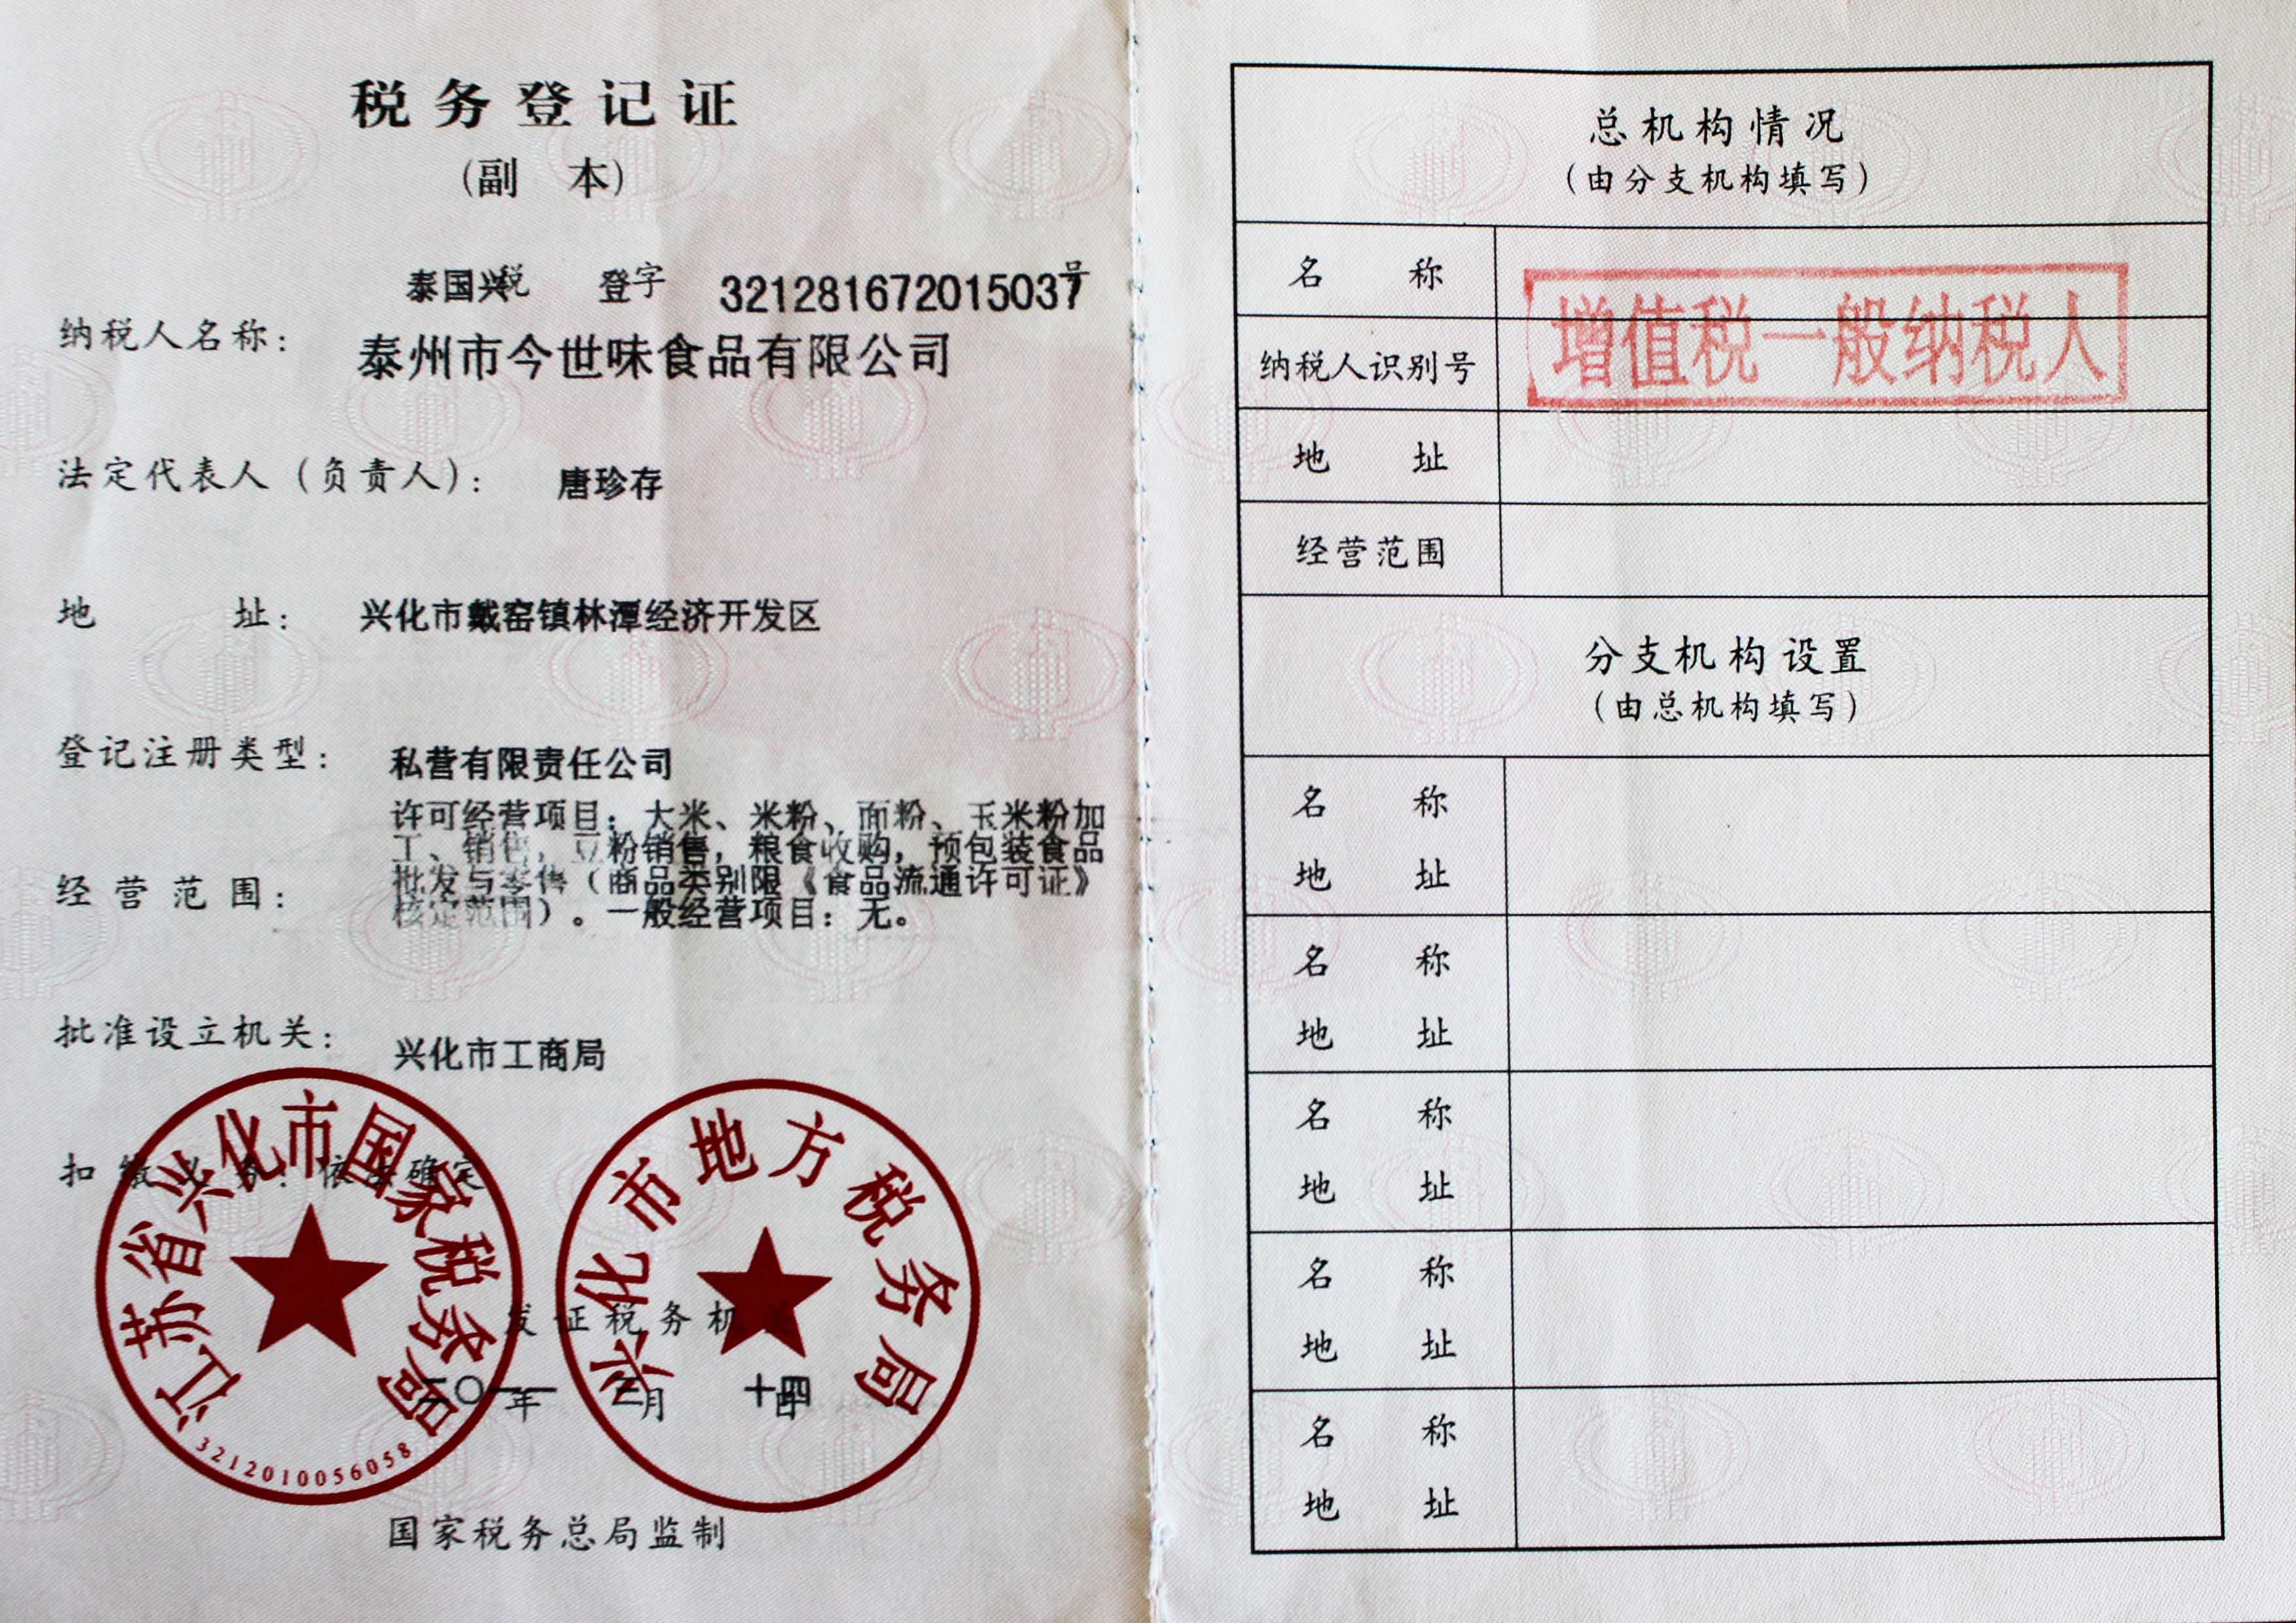 税务登记证
(副 本)
泰国兴税 登字 321281672015037号
纳税人名称: 泰州市今世味食品有限公司
法定代表人(负责人): 唐珍存
地 址: 兴化市戴窑镇林潭经济开发区
登记注册类型: 私营有限责任公司
经营范围: 许可经营项目:大米、米粉、面粉、玉米粉加
工、销售,豆粉销售,粮食收购,预包装食品
批发与零售(商品类别限《食品流通许可证》
核定范围)。一般经营项目:无。
批准设立机关: 兴化市工商局
扣缴义务:依法确定
江苏省兴化市国家税务局
3212010056058
兴化市地方税务局
发证税务机关
年 月 十四日
国家税务总局监制
总机构情况
(由分支机构填写)
名 称
增值税一般纳税人
纳税人识别号
地 址
经营范围
分支机构设置
(由总机构填写)
名 称
地 址
名 称
地 址
名 称
地 址
名 称
地 址
名 称
地 址